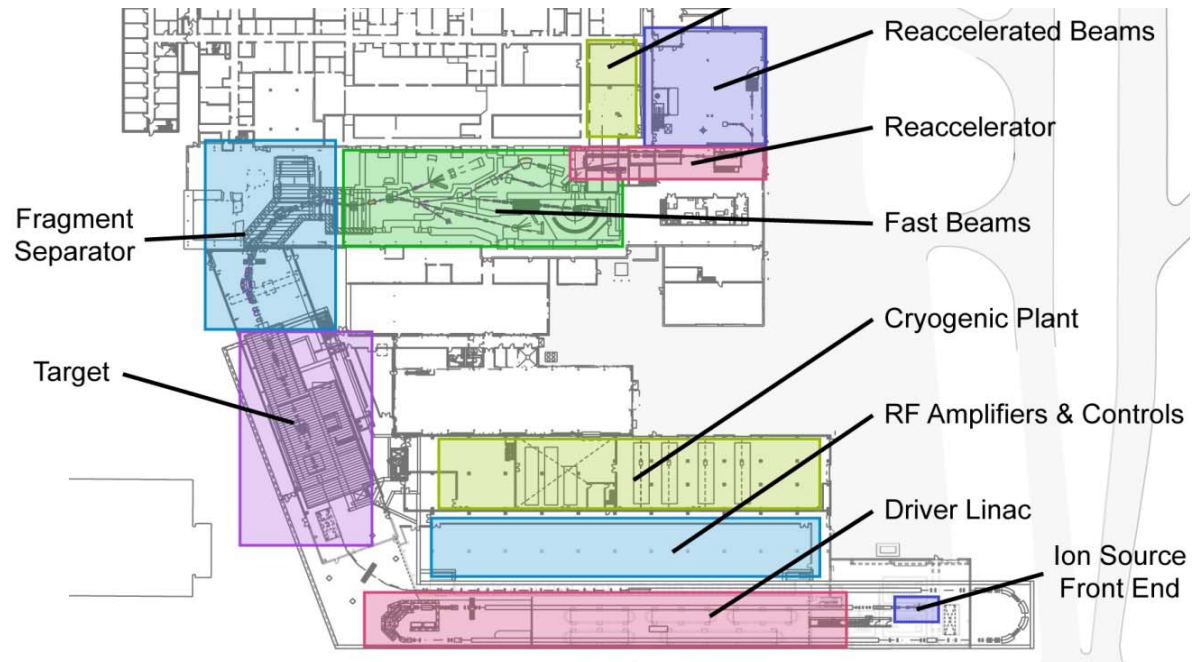 Reaccelerated Beams
Reaccelerator
Fragment
Separator
Fast Beams
Cryogenic Plant
Target
RF Amplifiers & Controls
Driver Linac
Ion Source
Front End